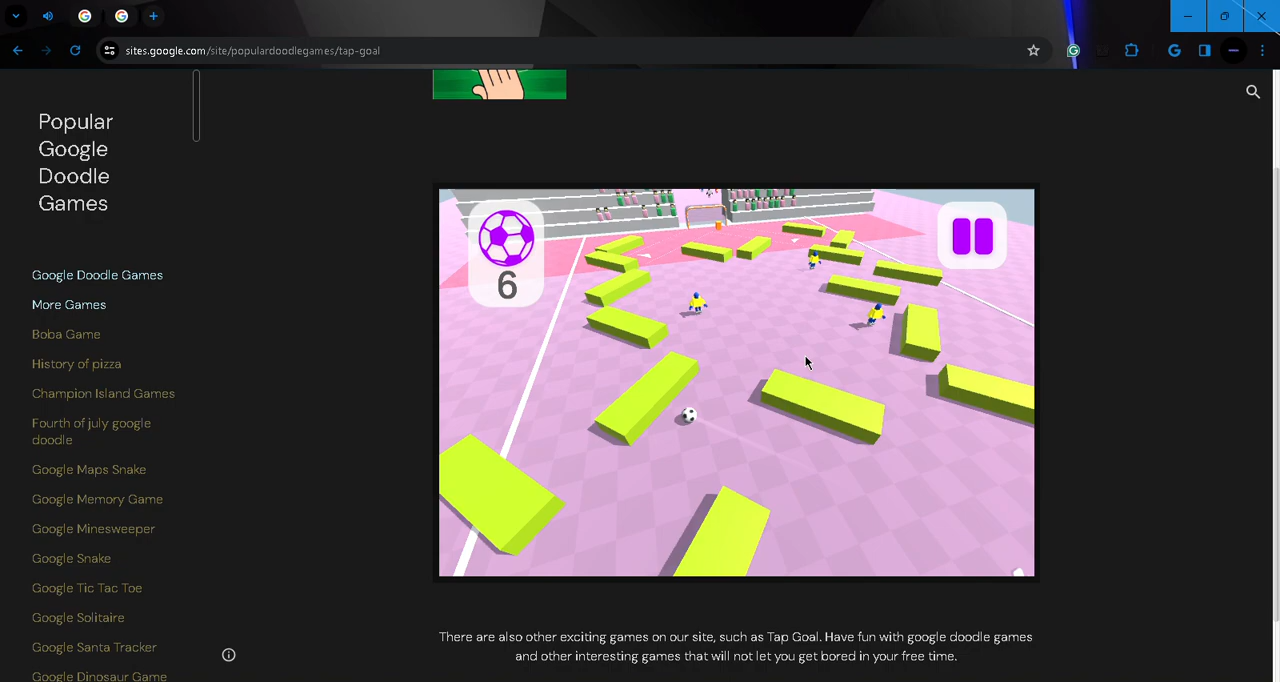 sites.google.com/site/populardoodlegames/tap-goal
Popular
Google
Doodle
Games
Google Doodle Games
More Games
Boba Game
History of pizza
Champion Island Games
Fourth of july google
doodle
Google Maps Snake
Google Memory Game
Google Minesweeper
Google Snake
Google Tic Tac Toe
Google Solitaire
Google Santa Tracker
Google Dinosaur Game
6
There are also other exciting games on our site, such as Tap Goal. Have fun with google doodle games
and other interesting games that will not let you get bored in your free time.